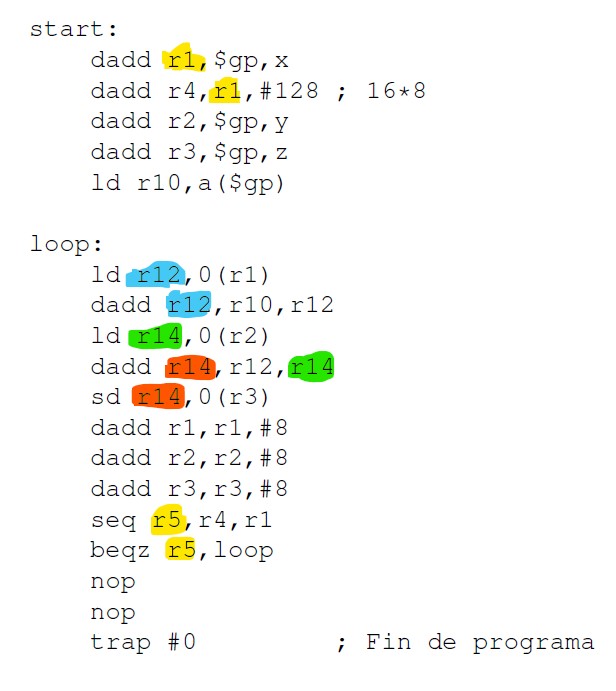 start:
dadd r1,$gp,x
dadd r4,r1,#128 ; 16*8
dadd r2,$gp,y
dadd r3,$gp,z
ld r10,a($gp)
loop:
ld r12,0(r1)
dadd r12,r10,r12
ld r14,0(r2)
dadd r14,r12,r14
sd r14,0(r3)
dadd r1,r1,#8
dadd r2,r2,#8
dadd r3,r3,#8
seq r5,r4,r1
beqz r5,loop
nop
nop
trap #0 ; Fin de programa